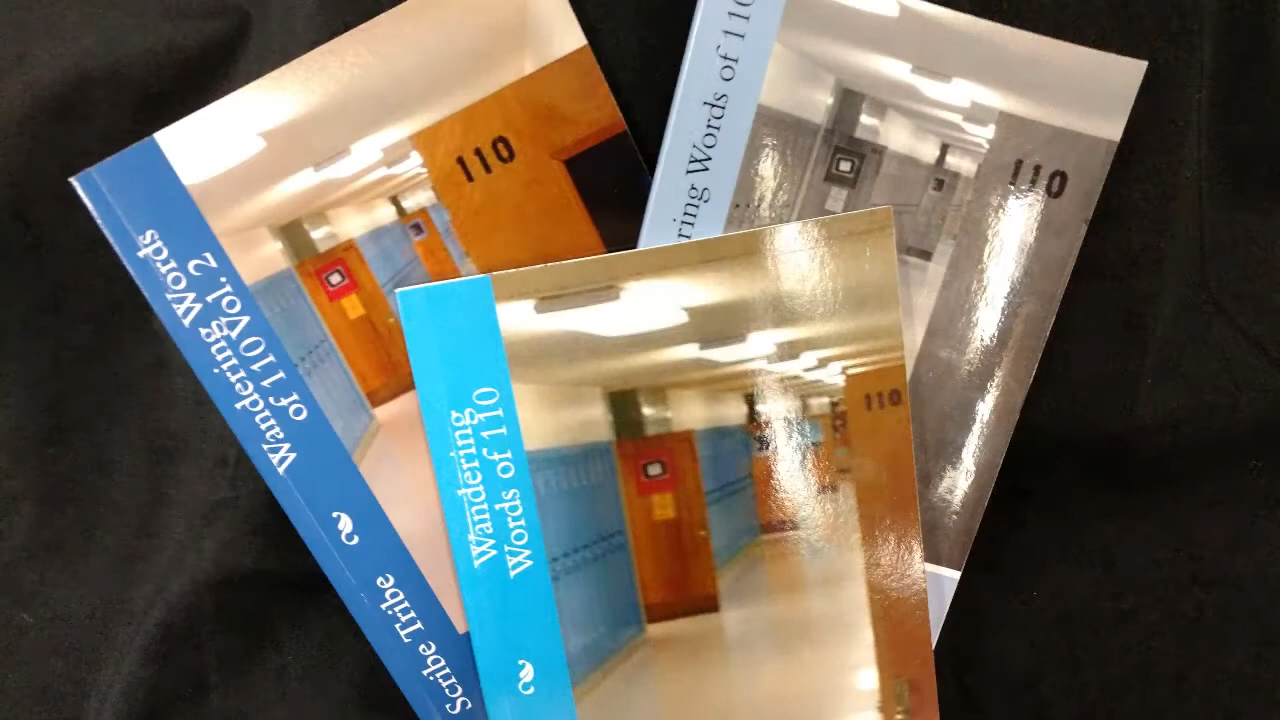 Wandering Words
of 110 Vol. 2
Scribe Tribe
110
ring Words of 110
110
Wandering
Words of 110
110